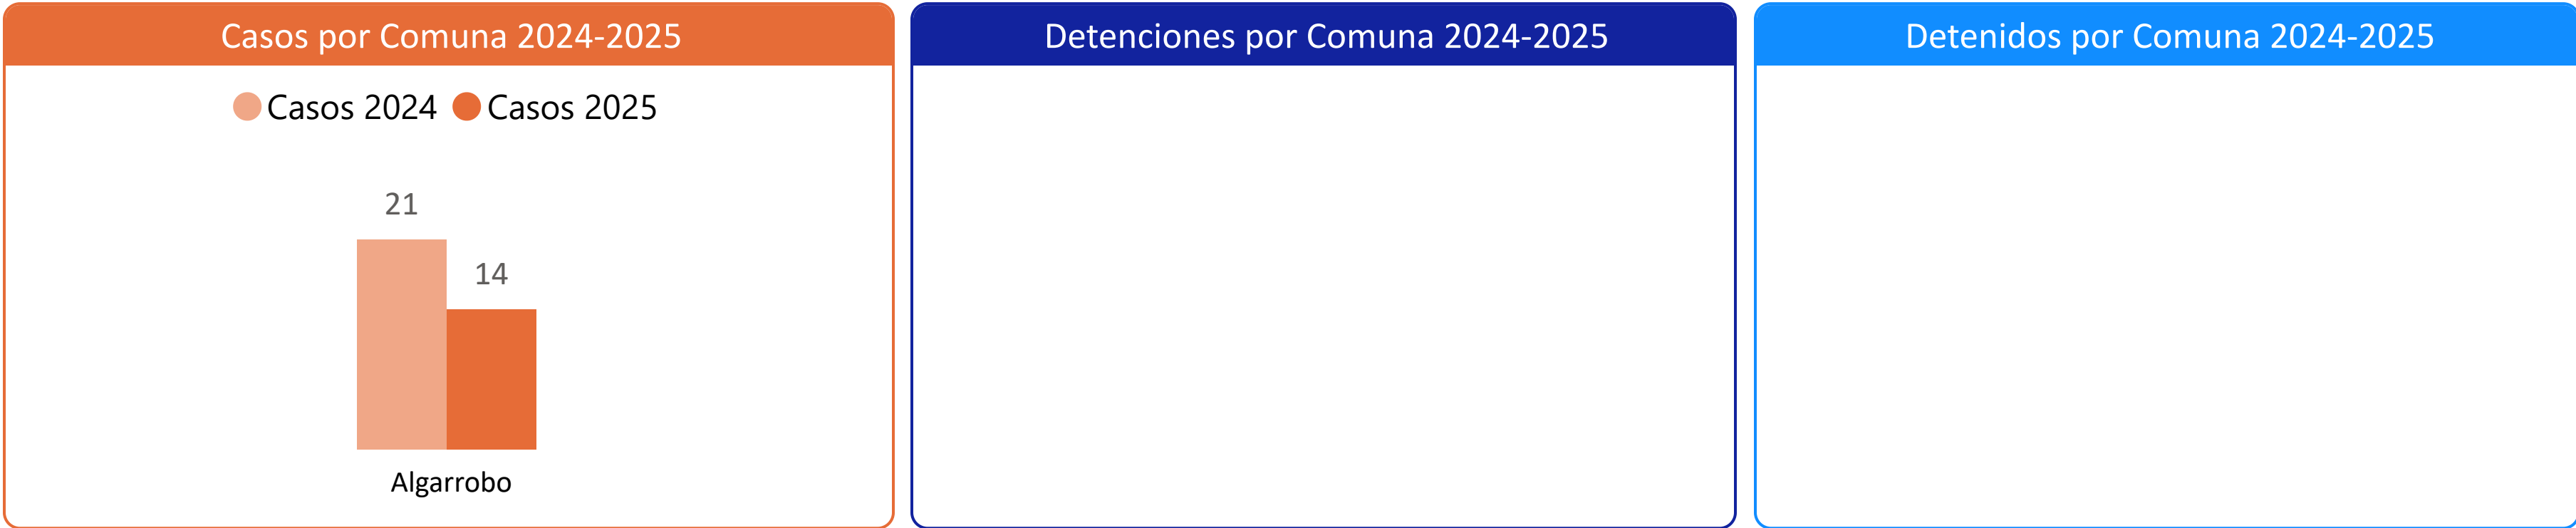 Casos por Comuna 2024-2025
Casos 2024 Casos 2025
21
14
Algarrobo
Detenciones por Comuna 2024-2025
Detenidos por Comuna 2024-2025